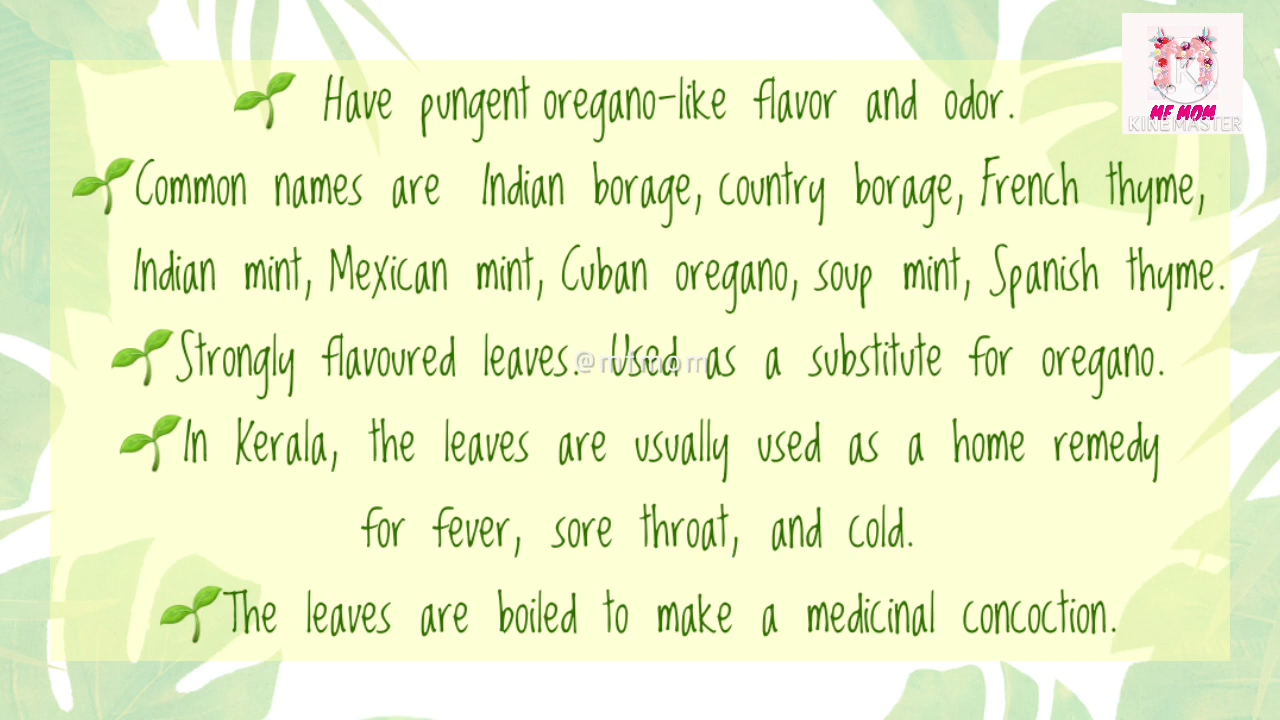 MF MOM
KINEMASTER
🌱 Have pungent oregano-like flavor and odor.
🌱Common names are Indian borage, country borage, French thyme,
Indian mint, Mexican mint, Cuban oregano, soup mint, Spanish thyme.
🌱Strongly flavoured leaves. Used as a substitute for oregano.
@mfmom
🌱In Kerala, the leaves are usually used as a home remedy
for fever, sore throat, and cold.
🌱The leaves are boiled to make a medicinal concoction.